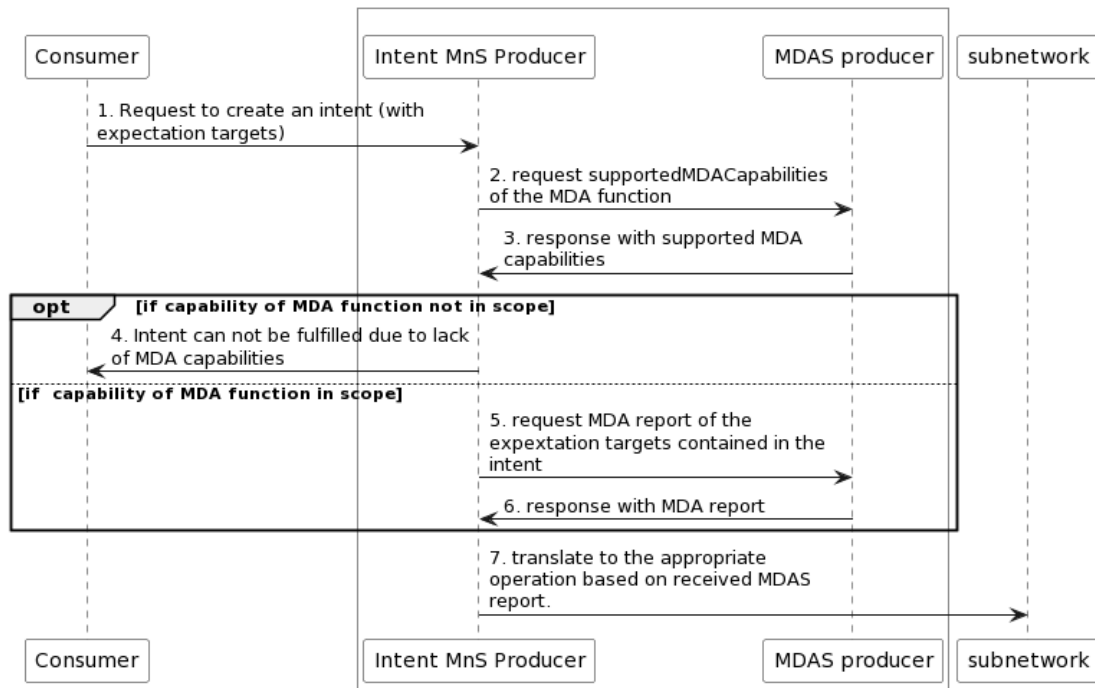 Consumer
Intent MnS Producer
MDAS producer
subnetwork
1. Request to create an intent (with
expectation targets)
2. request supportedMDACapabilities
of the MDA function
3. response with supported MDA
capabilities
opt
[if capability of MDA function not in scope]
4. Intent can not be fulfilled due to lack
of MDA capabilities
[if  capability of MDA function in scope]
5. request MDA report of the
expextation targets contained in the
intent
6. response with MDA report
7. translate to the appropriate
operation based on received MDAS
report.
Consumer
Intent MnS Producer
MDAS producer
subnetwork